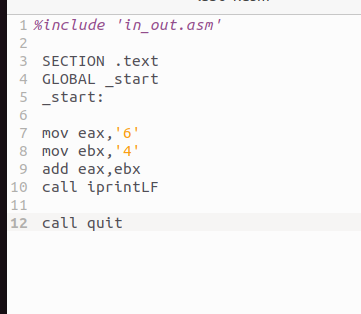 1 %include 'in_out.asm'
2
3 SECTION .text
4 GLOBAL _start
5 _start:
6
7 mov eax,'6'
8 mov ebx,'4'
9 add eax,ebx
10 call iprintLF
11
12 call quit